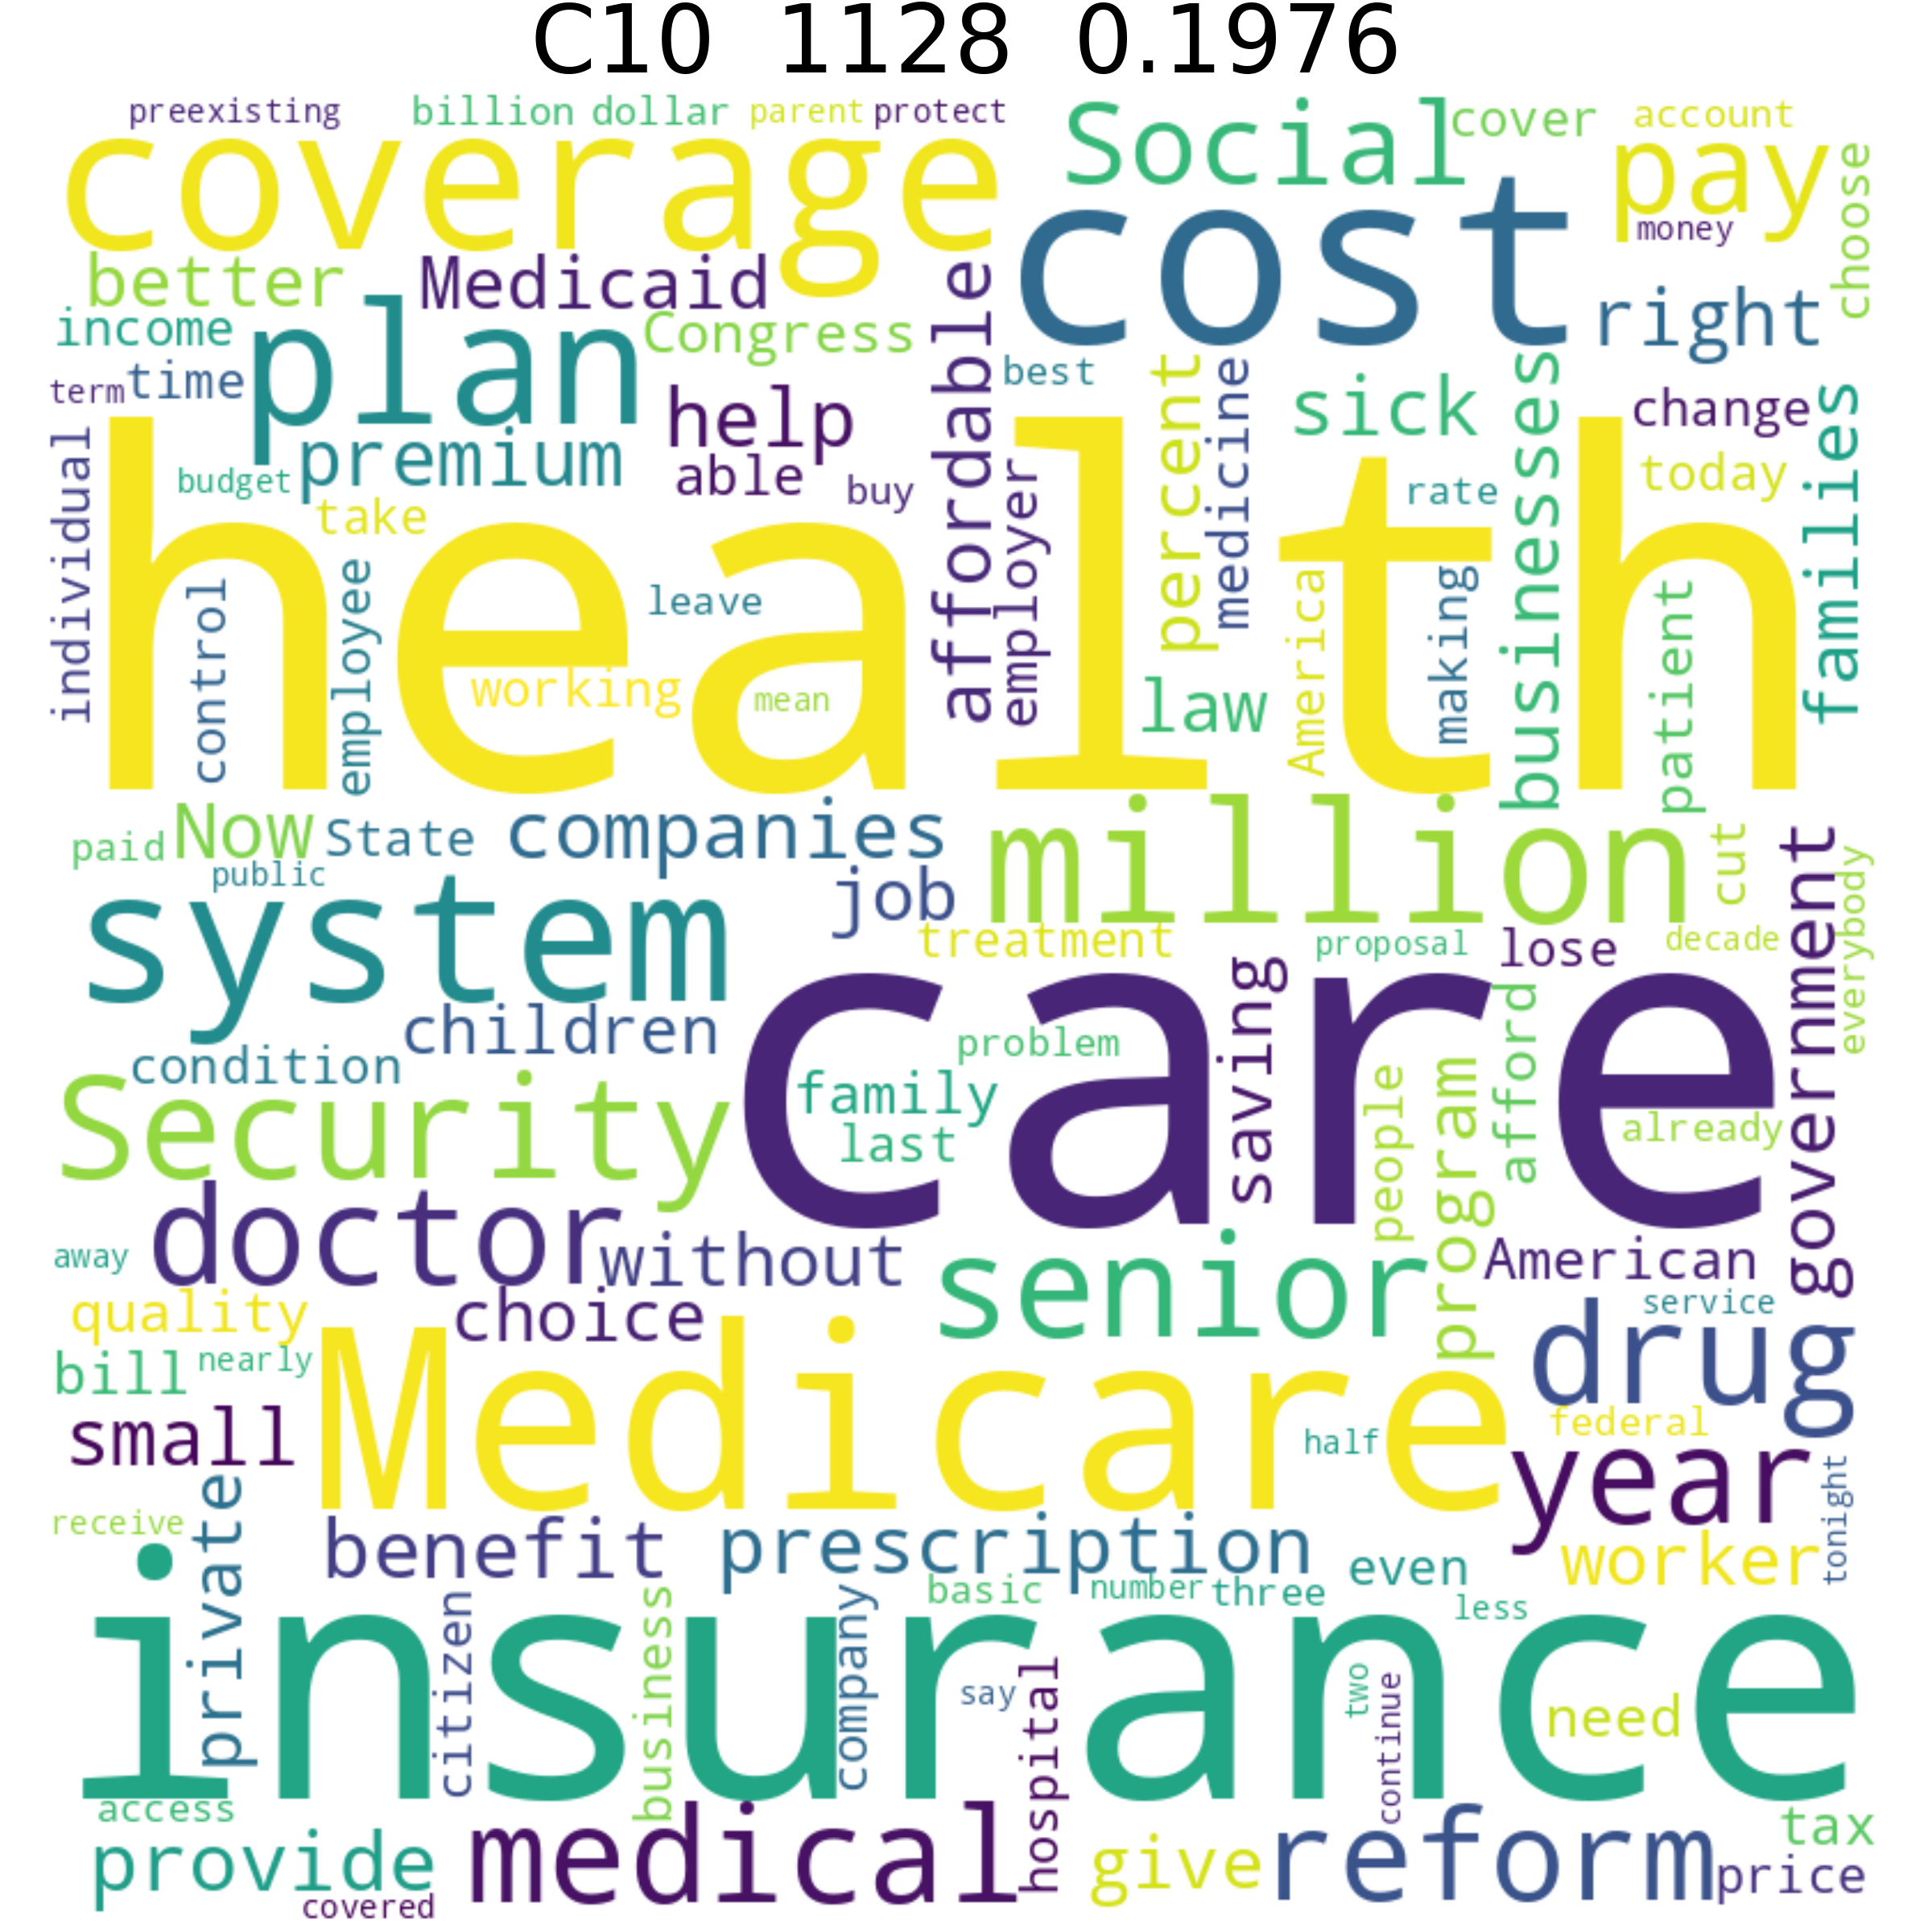 C10 1128 0.1976
preexisting billion dollar parent protect
Social cover account
coverage pay choose
cost money
better Medicaid affordable right
income plan Congress
term time best percent medicine sick businesses change families
individual help
premium able buy employer rate today
budget take
health
control employee leave America making patient
working mean law
paid Now State companies million cut government everybody
public job
system treatment proposal lose decade
care saving afford
children problem
condition family people program already
Security last
doctor without senior American
away service
quality choice drug
bill nearly Medicare
small half federal
private year tonight
receive benefit prescription even worker
basic number three less
insurance
citizen business company say hospital two continue need
access tax
provide medical give reform price
covered